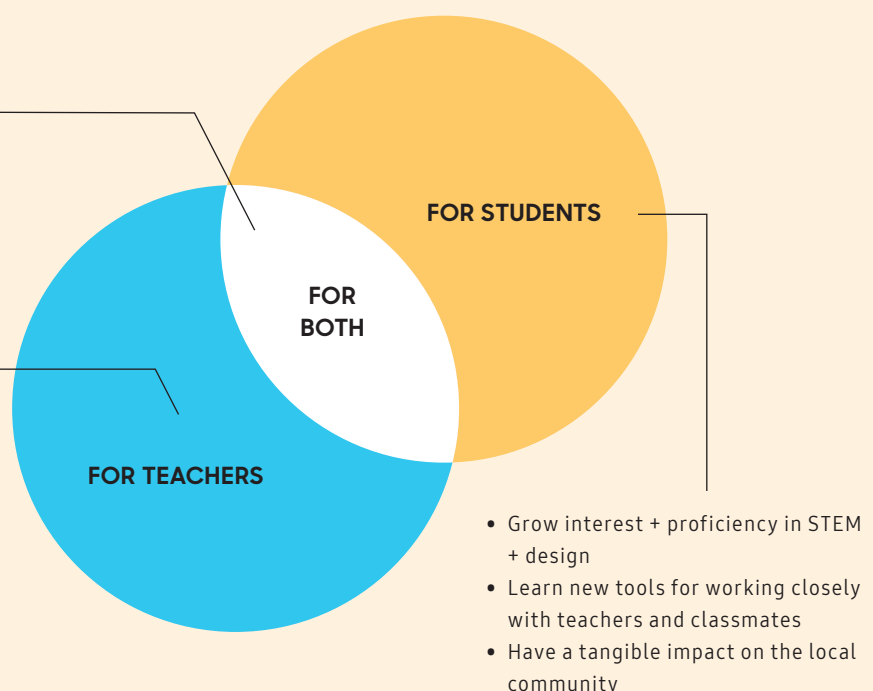 FOR STUDENTS
FOR
BOTH
FOR TEACHERS
• Grow interest + proficiency in STEM
+ design
• Learn new tools for working closely
with teachers and classmates
• Have a tangible impact on the local
community